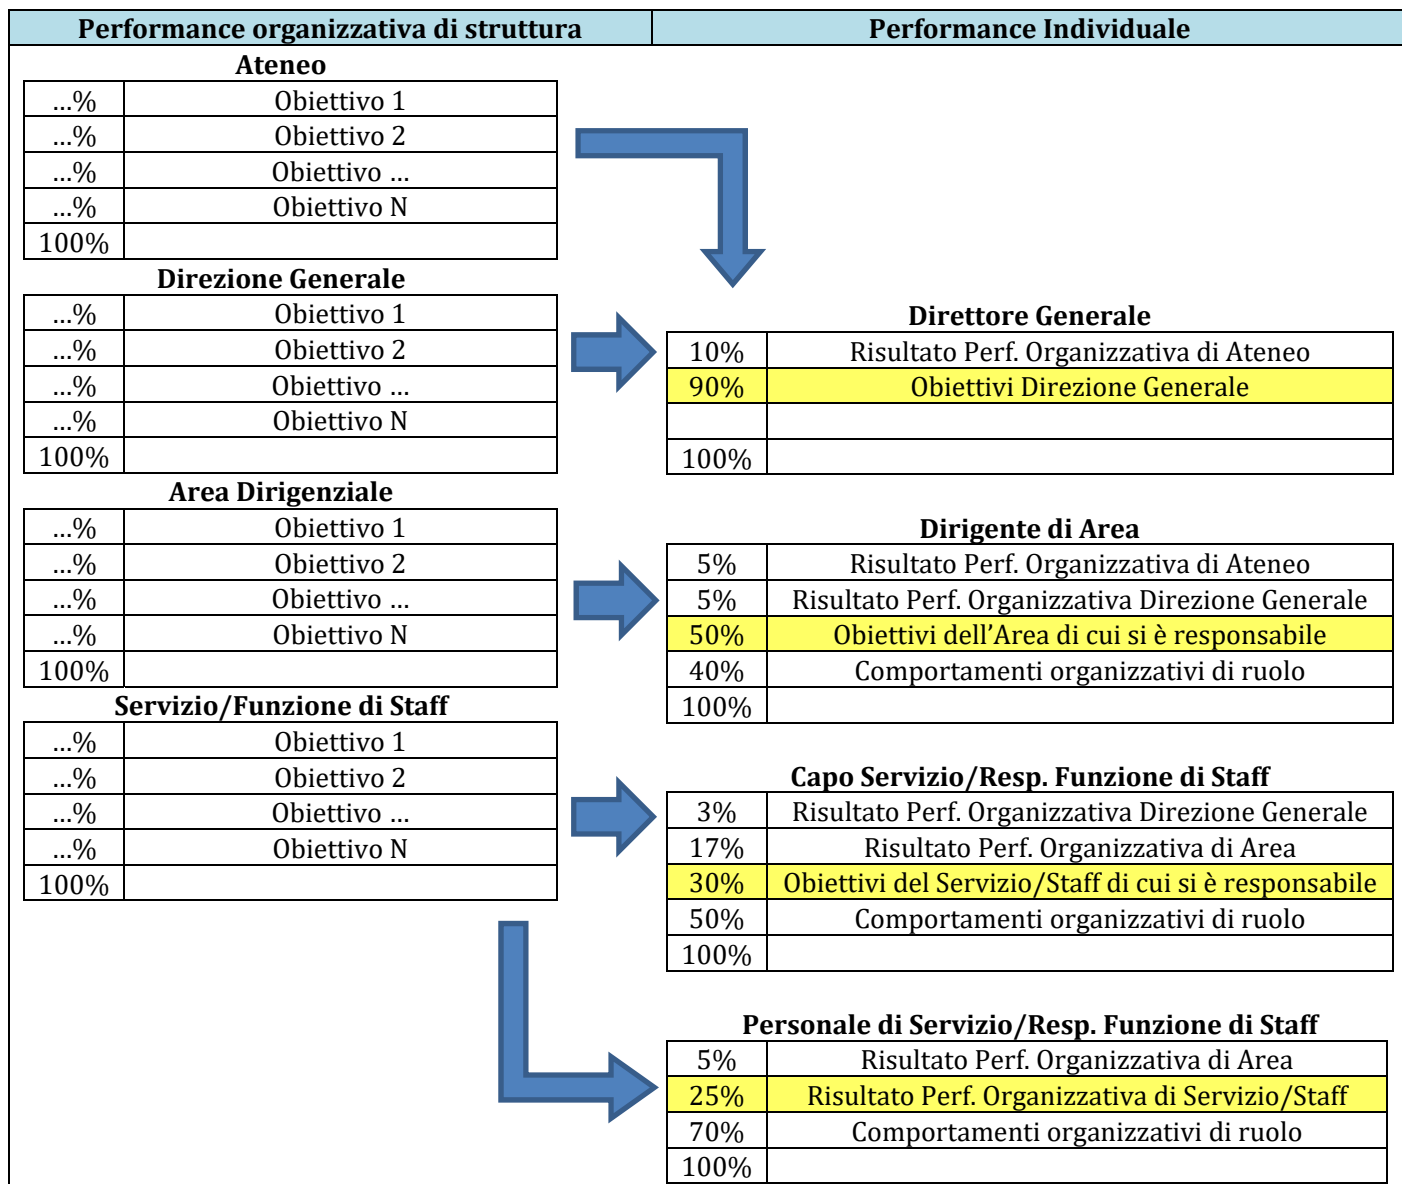 Performance organizzativa di struttura
Performance Individuale
Ateneo
…% Obiettivo 1
…% Obiettivo 2
…% Obiettivo …
…% Obiettivo N
100%
Direzione Generale
…% Obiettivo 1
…% Obiettivo 2
…% Obiettivo …
…% Obiettivo N
100%
Area Dirigenziale
…% Obiettivo 1
…% Obiettivo 2
…% Obiettivo …
…% Obiettivo N
100%
Servizio/Funzione di Staff
…% Obiettivo 1
…% Obiettivo 2
…% Obiettivo …
…% Obiettivo N
100%
Direttore Generale
10% Risultato Perf. Organizzativa di Ateneo
90% Obiettivi Direzione Generale
100%
Dirigente di Area
5% Risultato Perf. Organizzativa di Ateneo
5% Risultato Perf. Organizzativa Direzione Generale
50% Obiettivi dell’Area di cui si è responsabile
40% Comportamenti organizzativi di ruolo
100%
Capo Servizio/Resp. Funzione di Staff
3% Risultato Perf. Organizzativa Direzione Generale
17% Risultato Perf. Organizzativa di Area
30% Obiettivi del Servizio/Staff di cui si è responsabile
50% Comportamenti organizzativi di ruolo
100%
Personale di Servizio/Resp. Funzione di Staff
5% Risultato Perf. Organizzativa di Area
25% Risultato Perf. Organizzativa di Servizio/Staff
70% Comportamenti organizzativi di ruolo
100%